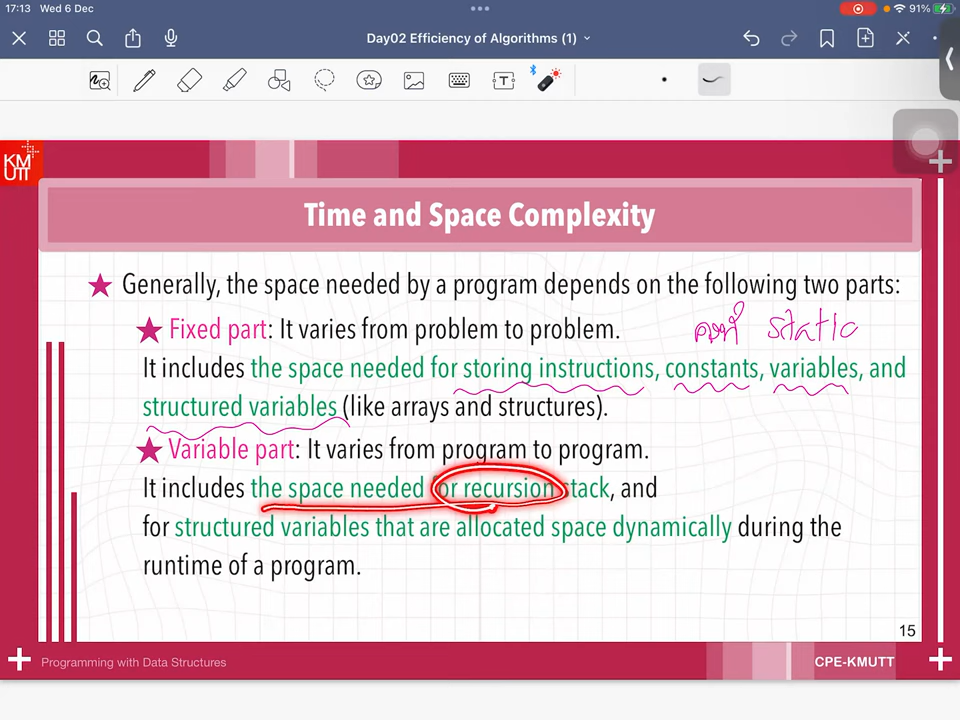 17:13 Wed 6 Dec
91%
Day02 Efficiency of Algorithms (1)
KM
UTT
Time and Space Complexity
Generally, the space needed by a program depends on the following two parts:
Fixed part: It varies from problem to problem.
static
It includes the space needed for storing instructions, constants, variables, and
structured variables (like arrays and structures).
Variable part: It varies from program to program.
It includes the space needed for recursion stack, and
for structured variables that are allocated space dynamically during the
runtime of a program.
15
Programming with Data Structures
CPE-KMUTT